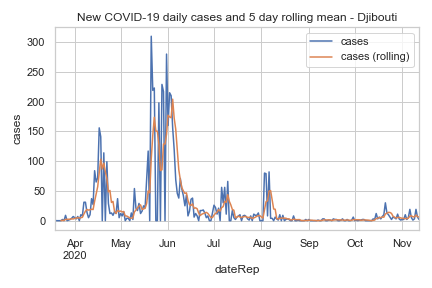 New COVID-19 daily cases and 5 day rolling mean - Djibouti
cases
cases (rolling)
300
250
200
150
100
50
0
cases
Apr May Jun Jul Aug Sep Oct Nov
2020
dateRep